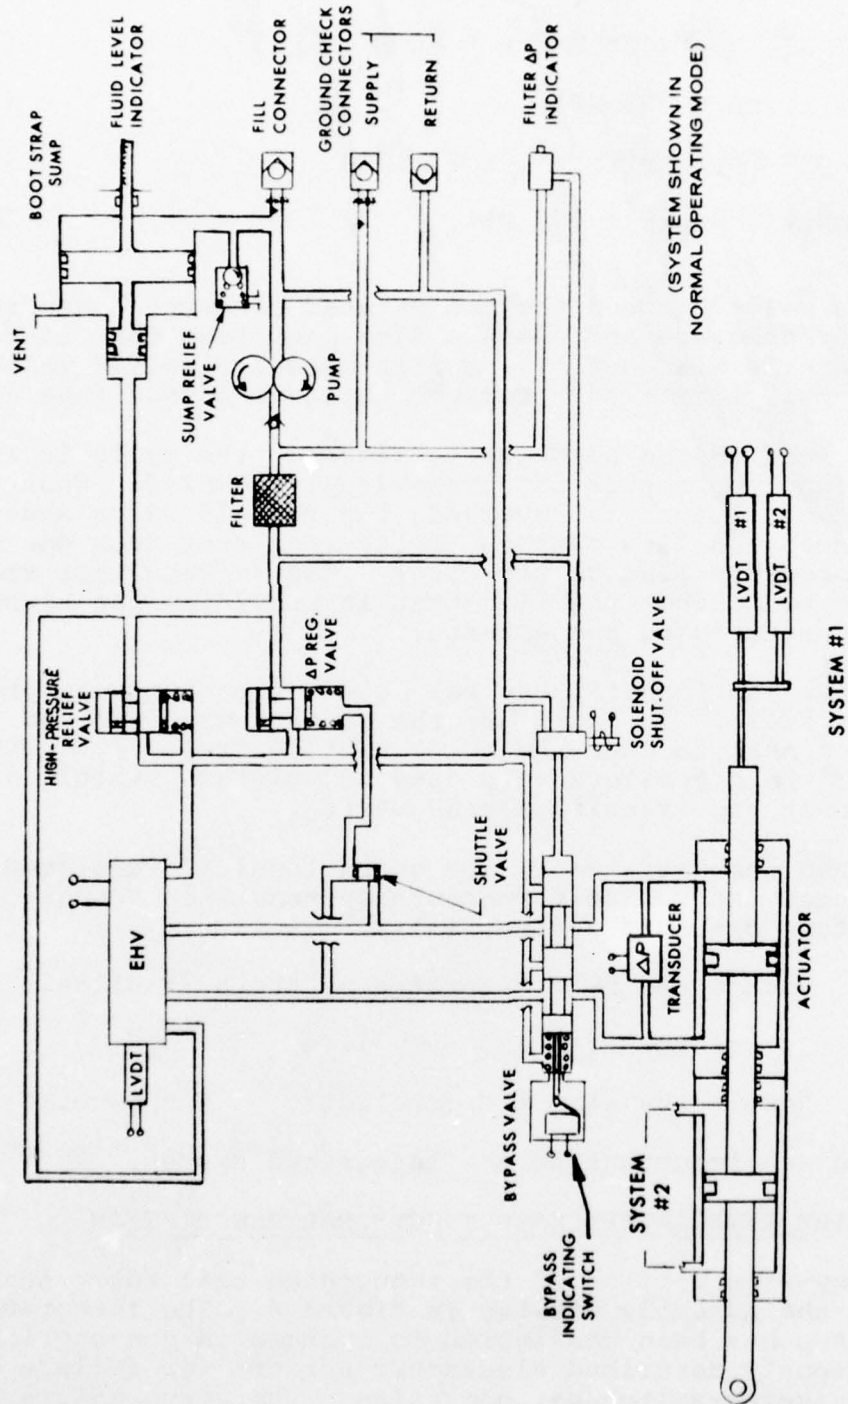 BOOT STRAP
SUMP
FLUID LEVEL
INDICATOR
VENT
FILL
CONNECTOR
GROUND CHECK
CONNECTORS
SUPPLY
RETURN
FILTER ΔP
INDICATOR
SUMP RELIEF
VALVE
PUMP
(SYSTEM SHOWN IN
NORMAL OPERATING MODE)
FILTER
HIGH-PRESSURE
RELIEF
VALVE
ΔP REG.
VALVE
SOLENOID
SHUT-OFF VALVE
LVDT #1
LVDT #2
SYSTEM #1
EHV
LVDT
SHUTTLE
VALVE
ΔP
TRANSDUCER
ACTUATOR
BYPASS VALVE
SYSTEM
#2
BYPASS
INDICATING
SWITCH